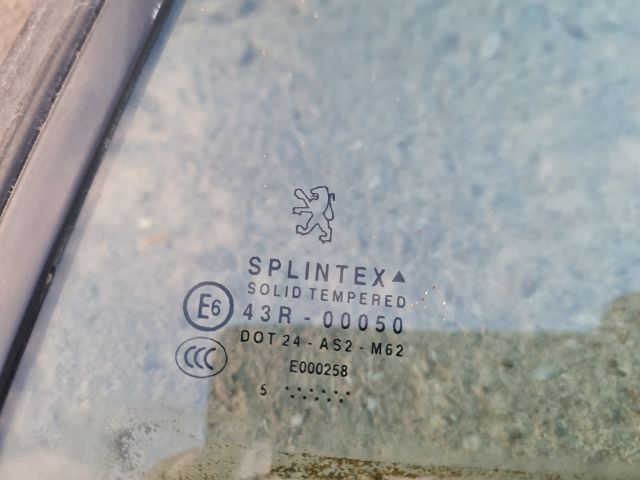 SPLINTEX
SOLID TEMPERED
E6 43R - 00050
DOT 24 - AS2 - M62
CCC
E000258
5